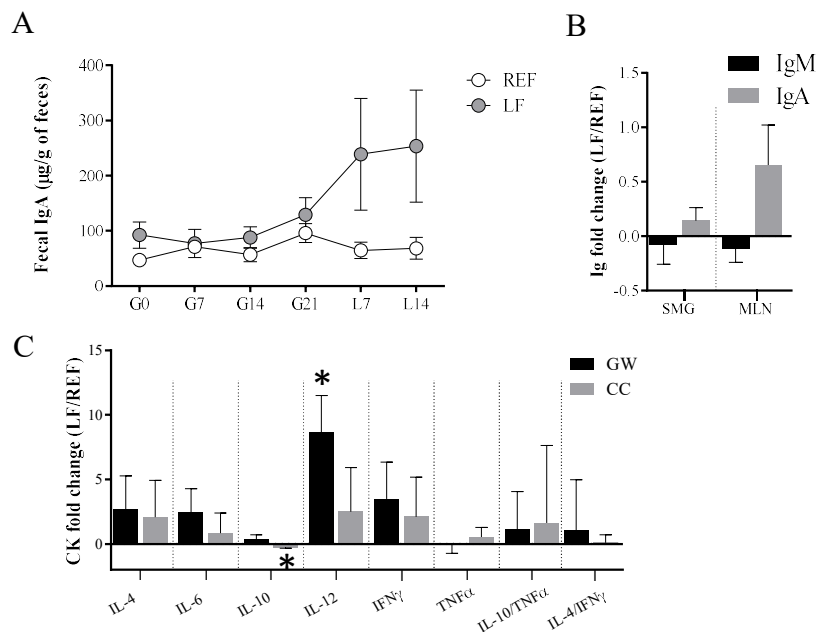 A
Fecal IgA (µg/g of feces)
400
300
200
100
0
G0 G7 G14 G21 L7 L14
REF
LF
B
Ig fold change (LF/REF)
1.5
1.0
0.5
0.0
-0.5
SMG MLN
IgM
IgA
C
CK fold change (LF/REF)
15
10
5
0
*
*
IL-4 IL-6 IL-10 IL-12 IFNγ TNFα IL-10/TNFα IL-4/IFNγ
GW
CC